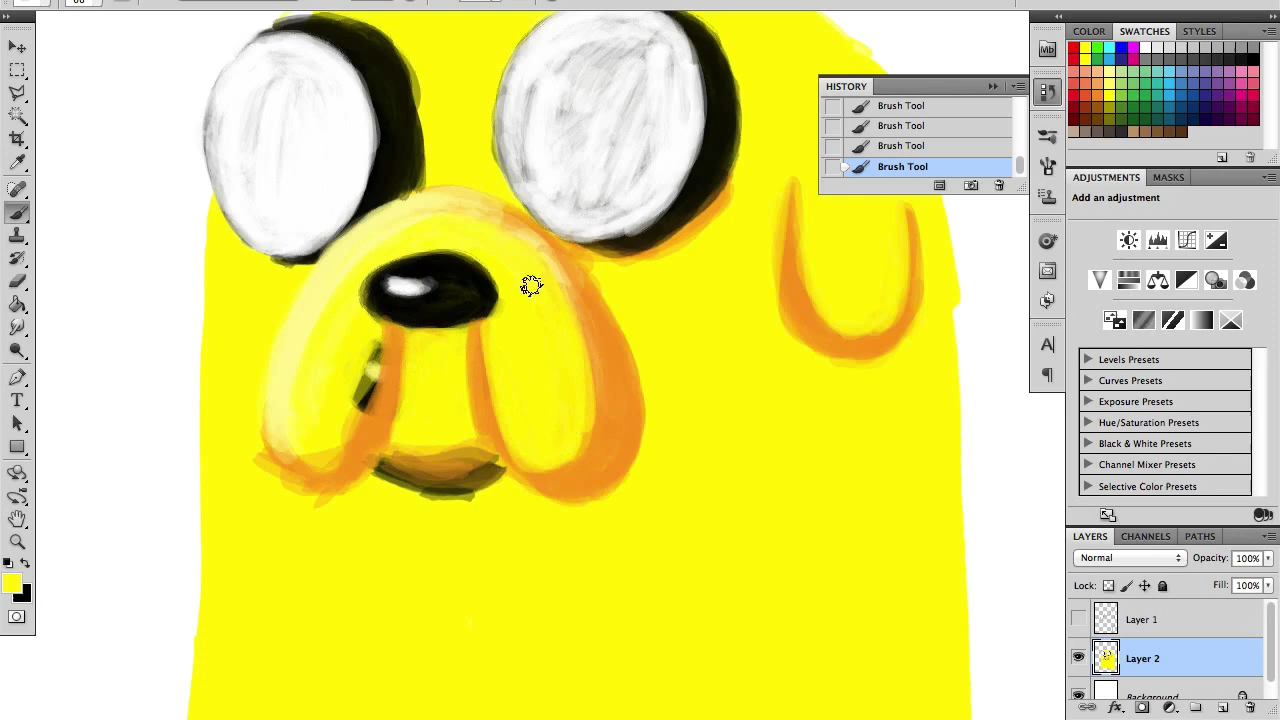 COLOR SWATCHES STYLES
Mb
HISTORY
Brush Tool
Brush Tool
Brush Tool
Brush Tool
ADJUSTMENTS MASKS
Add an adjustment
A
T
Levels Presets
Curves Presets
Exposure Presets
Hue/Saturation Presets
Black & White Presets
Channel Mixer Presets
Selective Color Presets
LAYERS CHANNELS PATHS
Normal Opacity: 100%
Lock: Fill: 100%
Layer 1
Layer 2
Background
fx